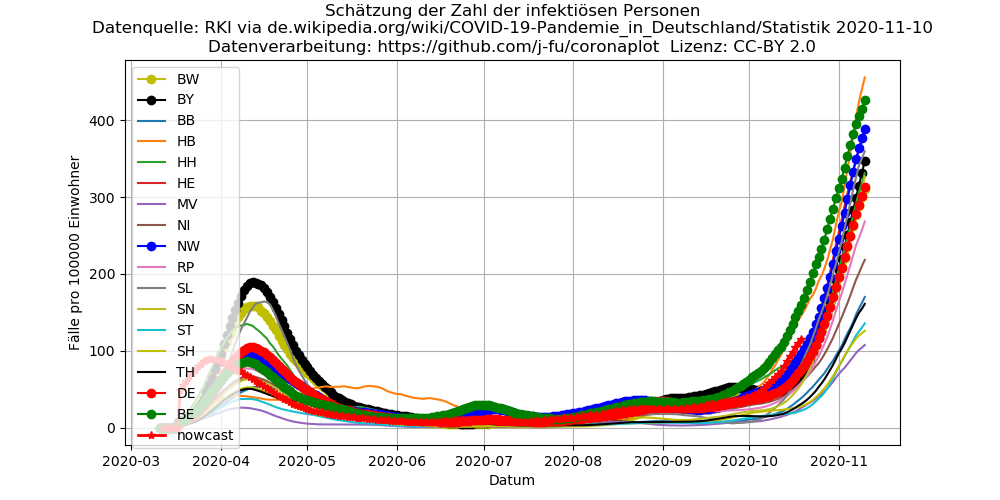 Schätzung der Zahl der infektiösen Personen
Datenquelle: RKI via de.wikipedia.org/wiki/COVID-19-Pandemie_in_Deutschland/Statistik 2020-11-10
Datenverarbeitung: https://github.com/j-fu/coronaplot Lizenz: CC-BY 2.0
Fälle pro 100000 Einwohner
400
300
200
100
0
BW
BY
BB
HB
HH
HE
MV
NI
NW
RP
SL
SN
ST
SH
TH
DE
BE
nowcast
2020-03 2020-04 2020-05 2020-06 2020-07 2020-08 2020-09 2020-10 2020-11
Datum